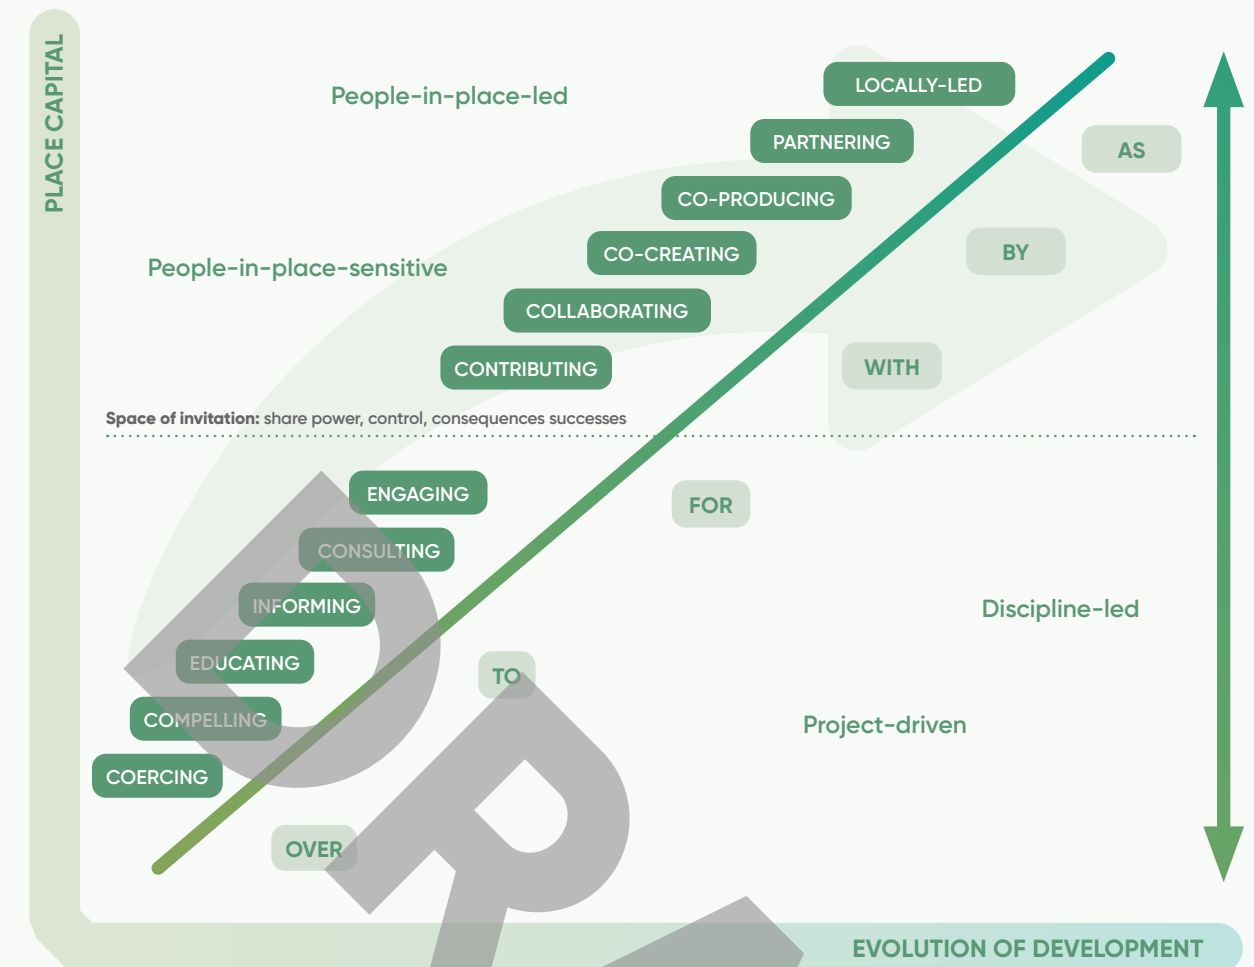 PLACE CAPITAL
People-in-place-led
LOCALLY-LED
PARTNERING
AS
CO-PRODUCING
People-in-place-sensitive
CO-CREATING
BY
COLLABORATING
CONTRIBUTING
WITH
Space of invitation: share power, control, consequences successes
ENGAGING
FOR
CONSULTING
INFORMING
Discipline-led
EDUCATING
TO
COMPELLING
Project-driven
COERCING
OVER
EVOLUTION OF DEVELOPMENT
DR